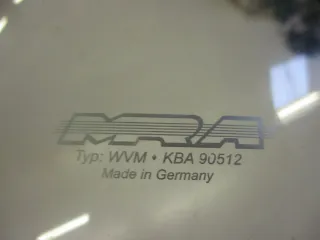 MRA
Typ: WVM • KBA 90512
Made in Germany